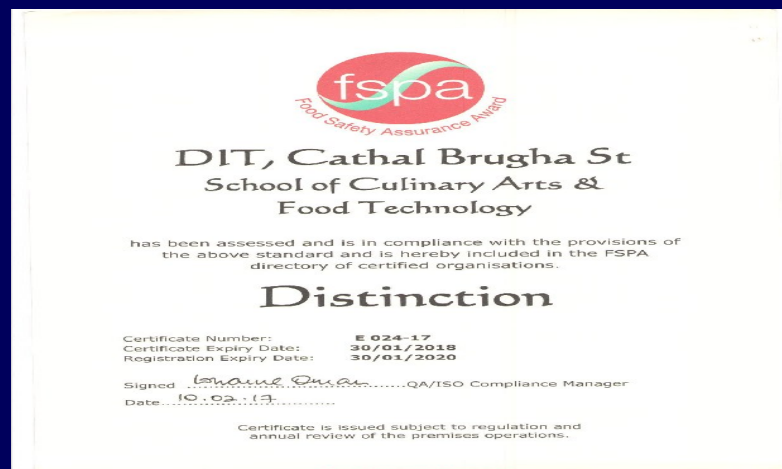 fspa
Food Safety Assurance Award
DIT, Cathal Brugha St
School of Culinary Arts &
Food Technology
has been assessed and is in compliance with the provisions of
the above standard and is hereby included in the FSPA
directory of certified organisations.
Distinction
Certificate Number: E 024-17
Certificate Expiry Date: 30/01/2018
Registration Expiry Date: 30/01/2020
Signed ..........QA/ISO Compliance Manager
Date 10.02.17
Certificate is issued subject to regulation and
annual review of the premises operations.